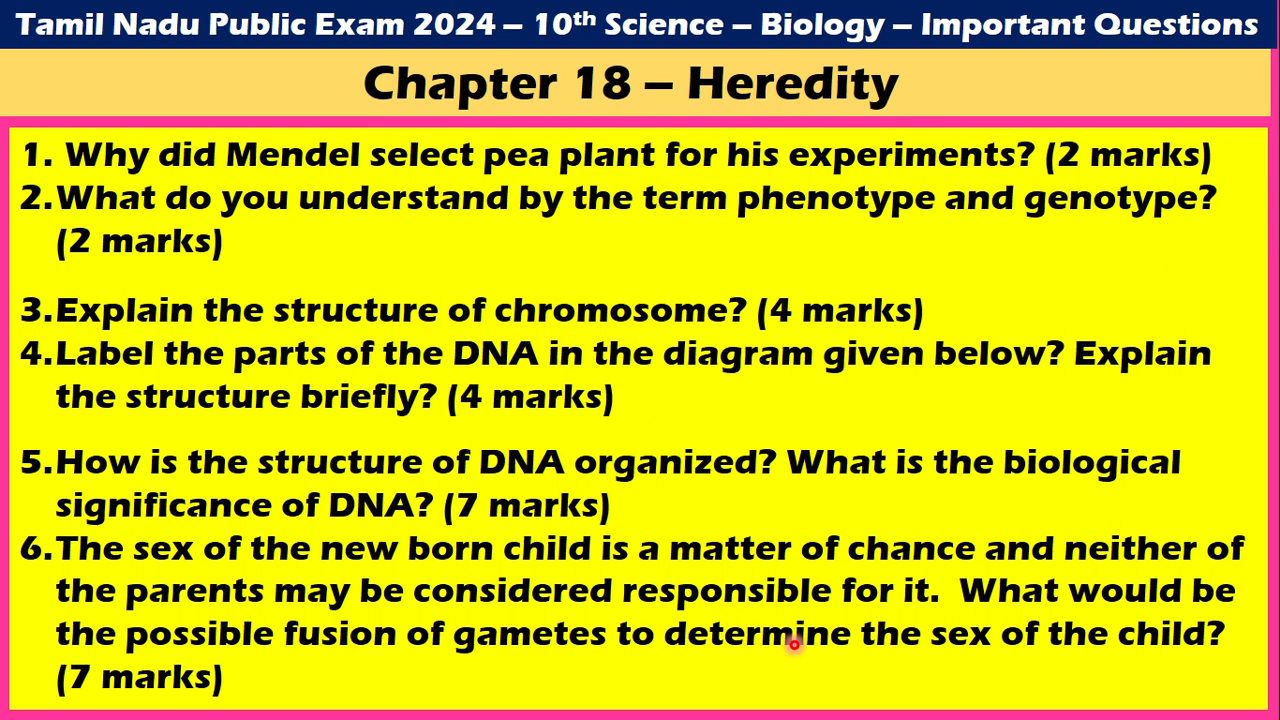 Tamil Nadu Public Exam 2024 – 10th Science – Biology – Important Questions
Chapter 18 – Heredity
1. Why did Mendel select pea plant for his experiments? (2 marks)
2.What do you understand by the term phenotype and genotype?
(2 marks)
3.Explain the structure of chromosome? (4 marks)
4.Label the parts of the DNA in the diagram given below? Explain
the structure briefly? (4 marks)
5.How is the structure of DNA organized? What is the biological
significance of DNA? (7 marks)
6.The sex of the new born child is a matter of chance and neither of
the parents may be considered responsible for it.  What would be
the possible fusion of gametes to determine the sex of the child?
(7 marks)